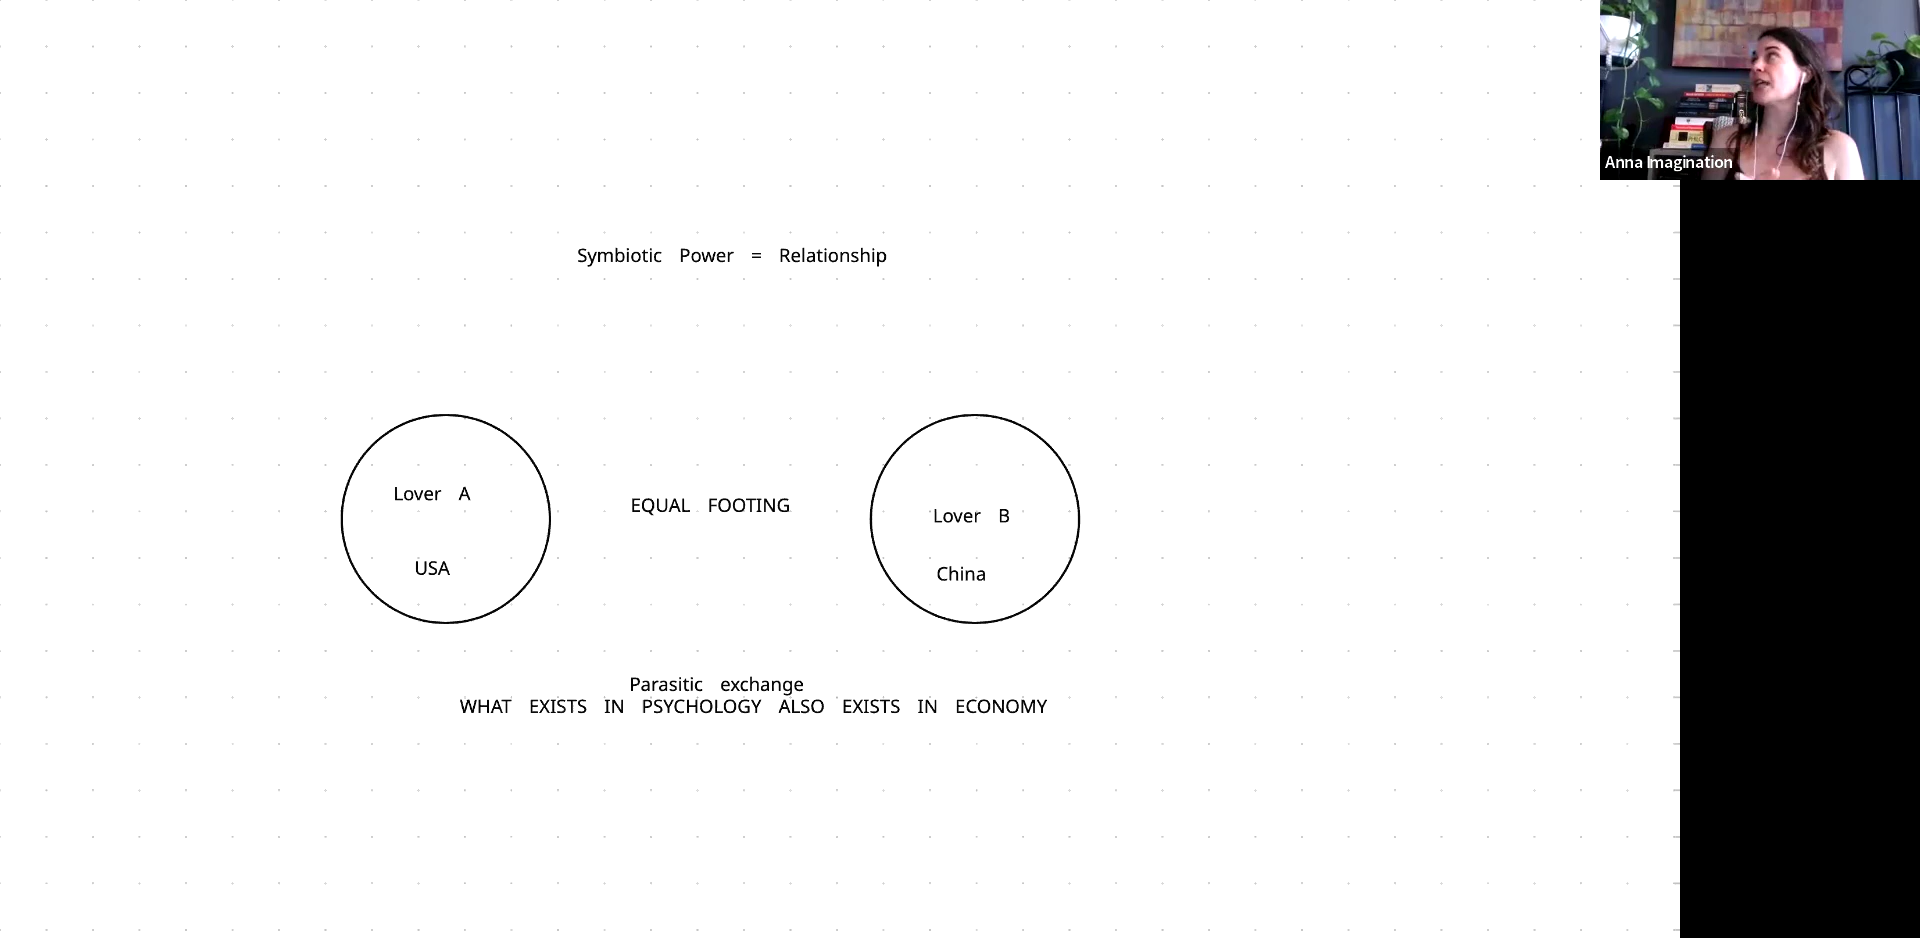 Anna Imagination
Symbiotic Power = Relationship
Lover A
EQUAL FOOTING
Lover B
USA
China
Parasitic exchange
WHAT EXISTS IN PSYCHOLOGY ALSO EXISTS IN ECONOMY